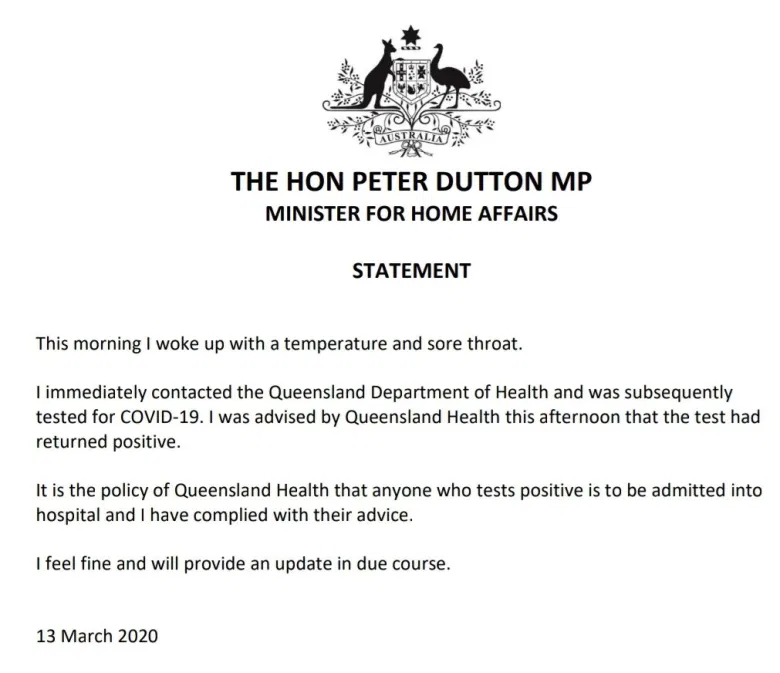 AUSTRALIA
THE HON PETER DUTTON MP
MINISTER FOR HOME AFFAIRS
STATEMENT
This morning I woke up with a temperature and sore throat.
I immediately contacted the Queensland Department of Health and was subsequently
tested for COVID-19. I was advised by Queensland Health this afternoon that the test had
returned positive.
It is the policy of Queensland Health that anyone who tests positive is to be admitted into
hospital and I have complied with their advice.
I feel fine and will provide an update in due course.
13 March 2020